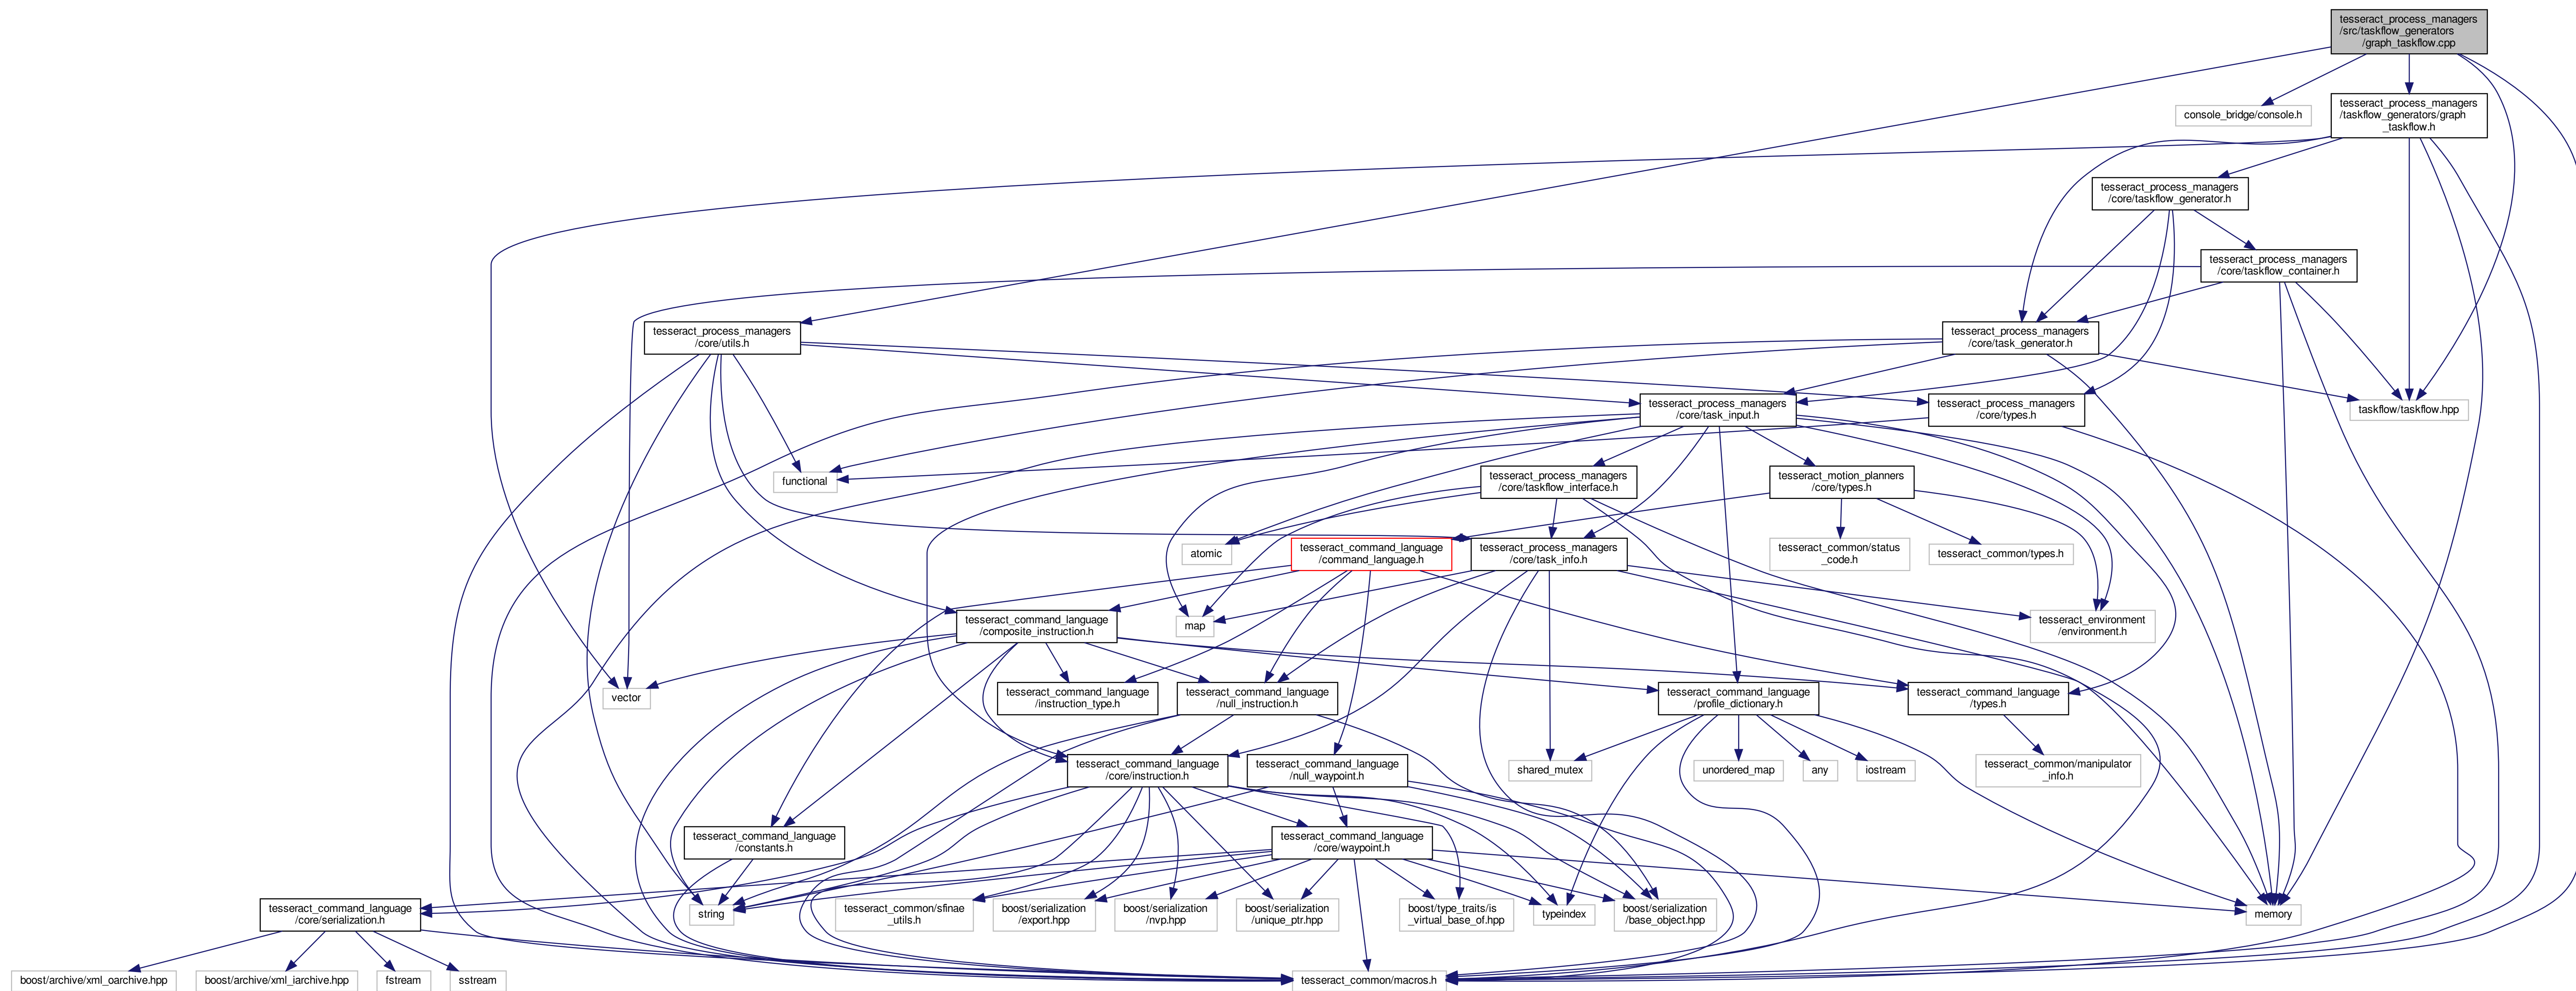 tesseract_process_managers
/src/taskflow_generators
/graph_taskflow.cpp
console_bridge/console.h
tesseract_process_managers
/taskflow_generators/graph
_taskflow.h
tesseract_process_managers
/core/taskflow_generator.h
tesseract_process_managers
/core/taskflow_container.h
tesseract_process_managers
/core/utils.h
tesseract_process_managers
/core/task_generator.h
tesseract_process_managers
/core/task_input.h
tesseract_process_managers
/core/types.h
taskflow/taskflow.hpp
functional
tesseract_process_managers
/core/taskflow_interface.h
tesseract_motion_planners
/core/types.h
atomic
tesseract_command_language
/command_language.h
tesseract_process_managers
/core/task_info.h
tesseract_common/status
_code.h
tesseract_common/types.h
tesseract_command_language
/composite_instruction.h
map
tesseract_environment
/environment.h
vector
tesseract_command_language
/instruction_type.h
tesseract_command_language
/null_instruction.h
tesseract_command_language
/profile_dictionary.h
tesseract_command_language
/types.h
tesseract_command_language
/core/instruction.h
tesseract_command_language
/null_waypoint.h
shared_mutex
unordered_map
any
iostream
tesseract_common/manipulator
_info.h
tesseract_command_language
/constants.h
tesseract_command_language
/core/waypoint.h
tesseract_command_language
/core/serialization.h
string
tesseract_common/sfinae
_utils.h
boost/serialization
/export.hpp
boost/serialization
/nvp.hpp
boost/serialization
/unique_ptr.hpp
boost/type_traits/is
_virtual_base_of.hpp
typeindex
boost/serialization
/base_object.hpp
memory
boost/archive/xml_oarchive.hpp
boost/archive/xml_iarchive.hpp
fstream
sstream
tesseract_common/macros.h